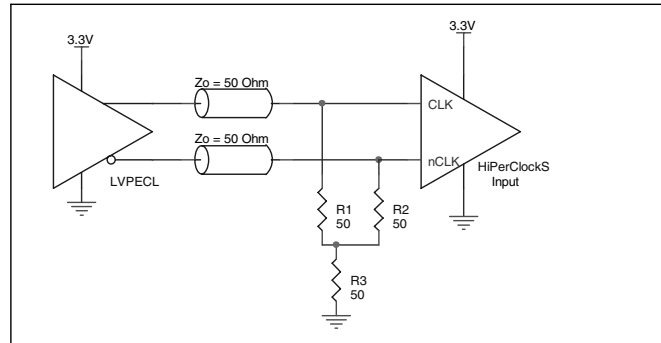 3.3V
3.3V
Zo = 50 Ohm
CLK
Zo = 50 Ohm
nCLK
LVPECL
HiPerClockS
Input
R1
50
R2
50
R3
50